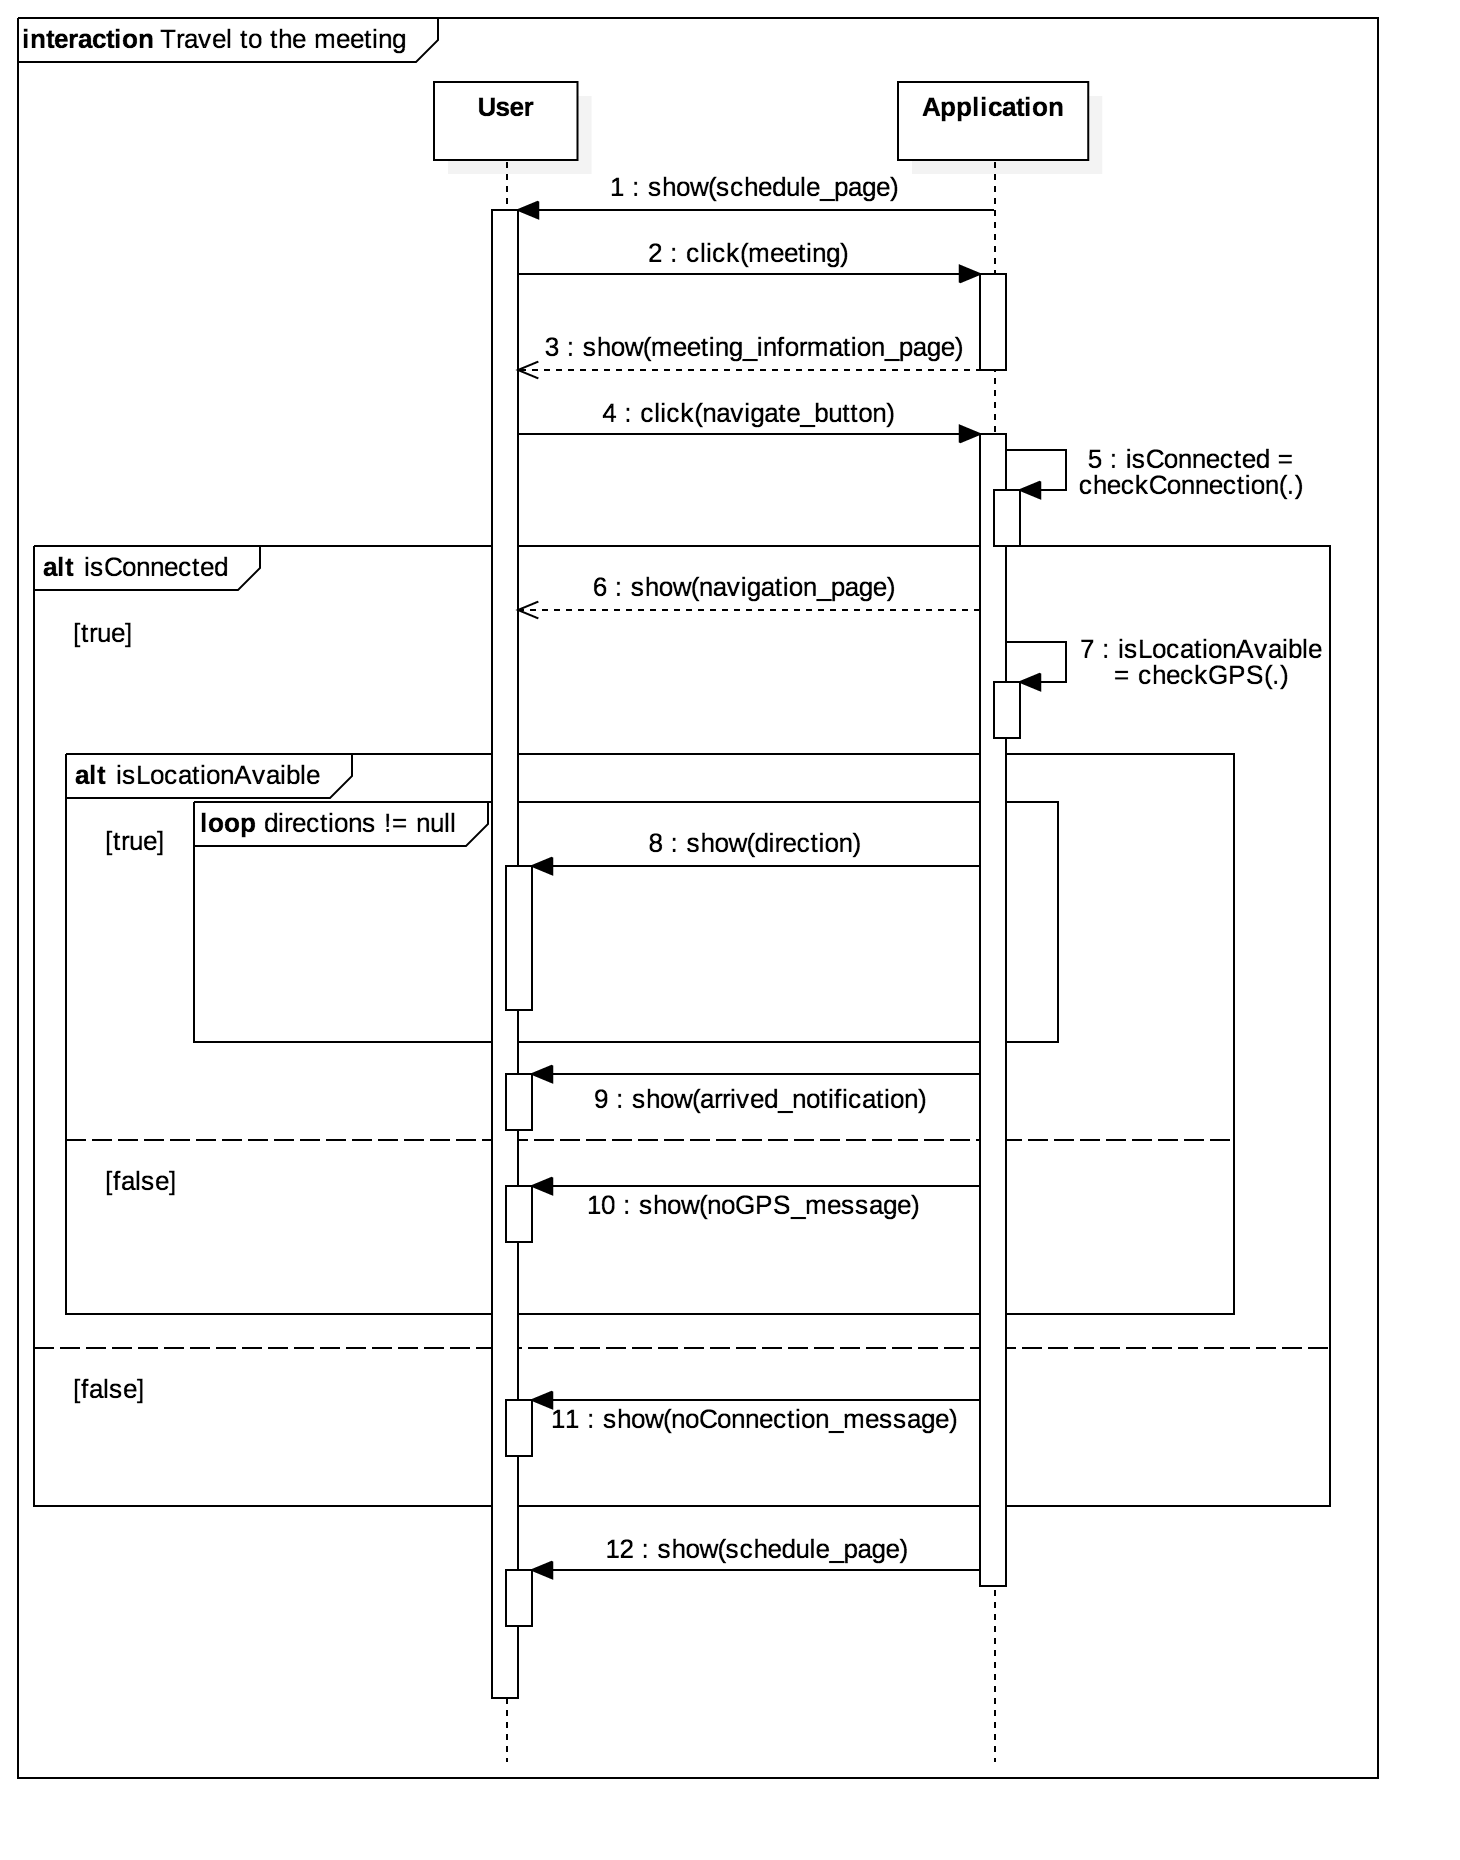 interaction Travel to the meeting
User
Application
1 : show(schedule_page)
2 : click(meeting)
3 : show(meeting_information_page)
4 : click(navigate_button)
5 : isConnected =
checkConnection(.)
alt isConnected
6 : show(navigation_page)
[true]
7 : isLocationAvaible
= checkGPS(.)
alt isLocationAvaible
loop directions != null
[true]
8 : show(direction)
9 : show(arrived_notification)
[false]
10 : show(noGPS_message)
[false]
11 : show(noConnection_message)
12 : show(schedule_page)